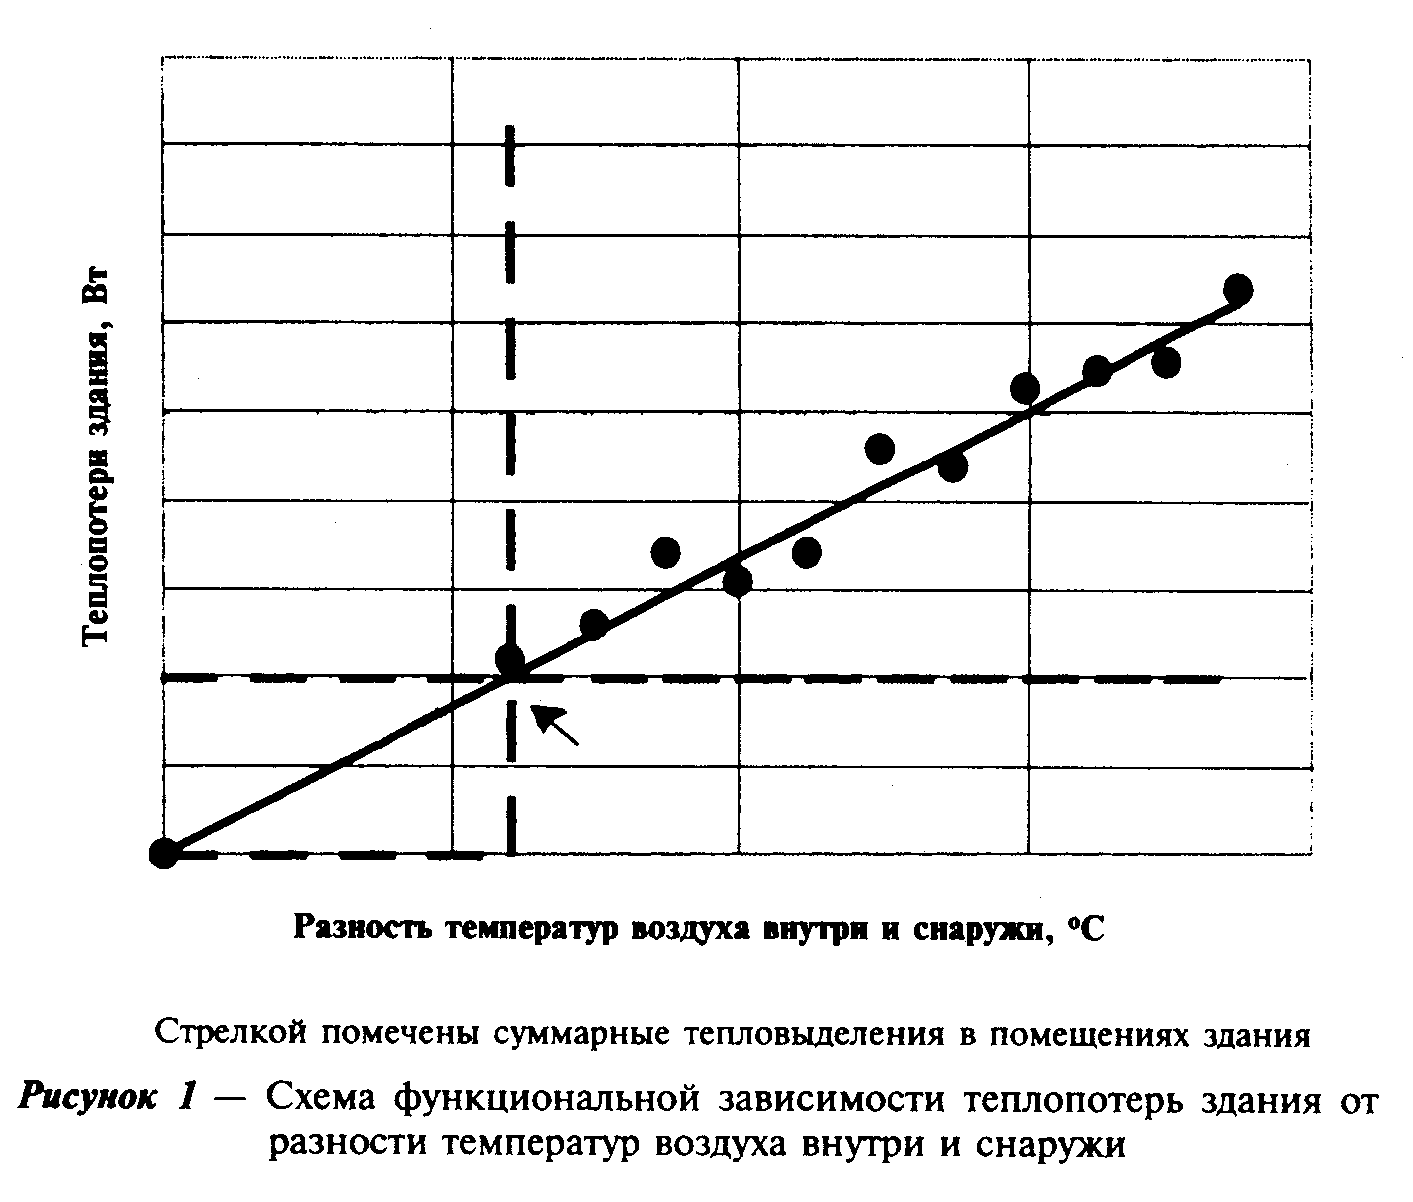 Теплопотери здания, Вт
Разность температур воздуха внутри и снаружи, °С
Стрелкой помечены суммарные тепловыделения в помещениях здания
Рисунок 1 — Схема функциональной зависимости теплопотерь здания от
разности температур воздуха внутри и снаружи